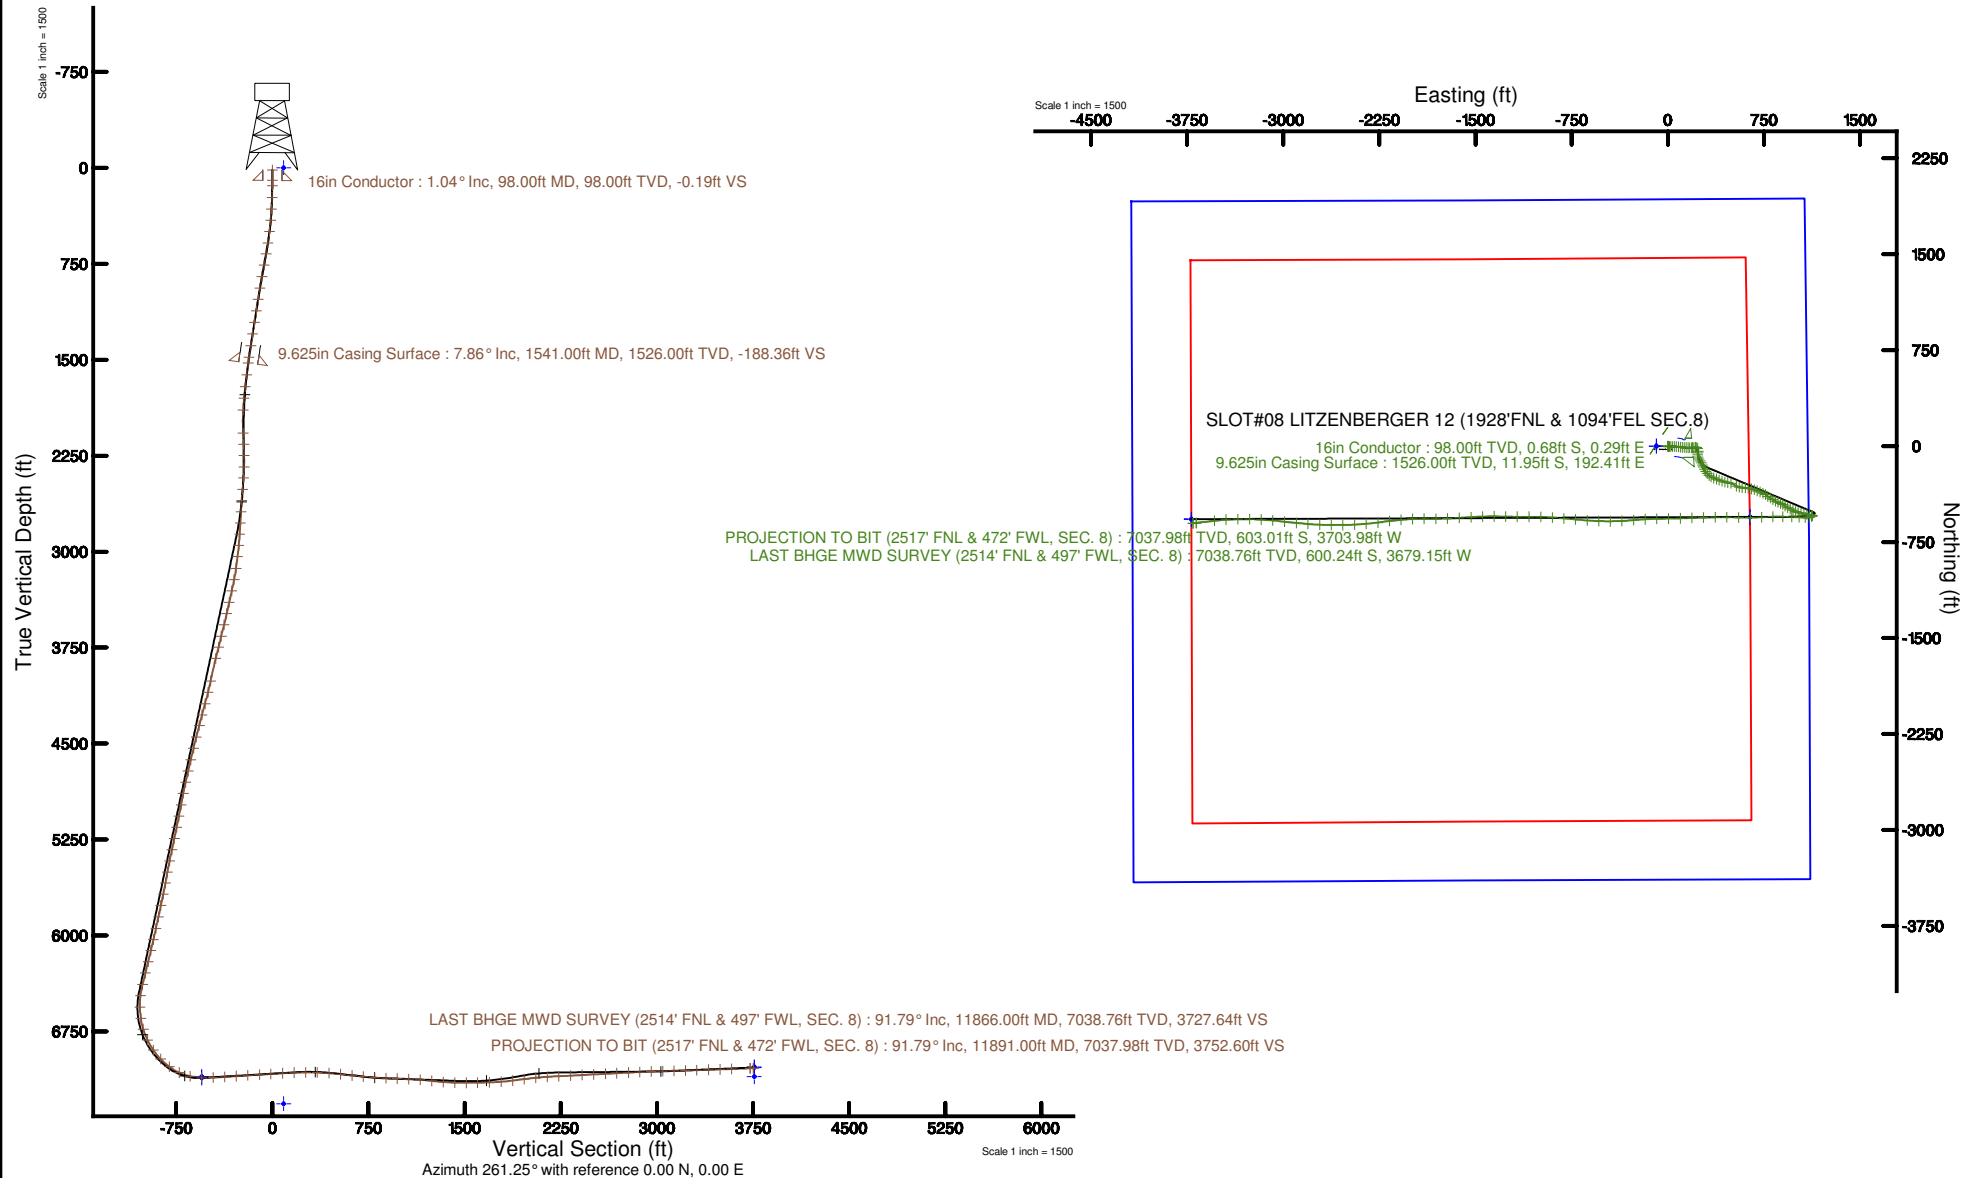 Scale 1 inch = 1500
-750
0
750
1500
2250
3000
3750
4500
5250
6000
6750
True Vertical Depth (ft)
16in Conductor : 1.04° Inc, 98.00ft MD, 98.00ft TVD, -0.19ft VS
9.625in Casing Surface : 7.86° Inc, 1541.00ft MD, 1526.00ft TVD, -188.36ft VS
LAST BHGE MWD SURVEY (2514' FNL & 497' FWL, SEC. 8) : 91.79° Inc, 11866.00ft MD, 7038.76ft TVD, 3727.64ft VS
PROJECTION TO BIT (2517' FNL & 472' FWL, SEC. 8) : 91.79° Inc, 11891.00ft MD, 7037.98ft TVD, 3752.60ft VS
-750 0 750 1500 2250 3000 3750 4500 5250 6000
Vertical Section (ft)
Scale 1 inch = 1500
Azimuth 261.25° with reference 0.00 N, 0.00 E
Easting (ft)
Scale 1 inch = 1500
-4500 -3750 -3000 -2250 -1500 -750 0 750 1500
2250
1500
750
0
-750
-1500
-2250
-3000
-3750
Northing (ft)
SLOT#08 LITZENBERGER 12 (1928'FNL & 1094'FEL SEC.8)
16in Conductor : 98.00ft TVD, 0.68ft S, 0.29ft E
9.625in Casing Surface : 1526.00ft TVD, 11.95ft S, 192.41ft E
PROJECTION TO BIT (2517' FNL & 472' FWL, SEC. 8) : 7037.98ft TVD, 603.01ft S, 3703.98ft W
LAST BHGE MWD SURVEY (2514' FNL & 497' FWL, SEC. 8) : 7038.76ft TVD, 600.24ft S, 3679.15ft W